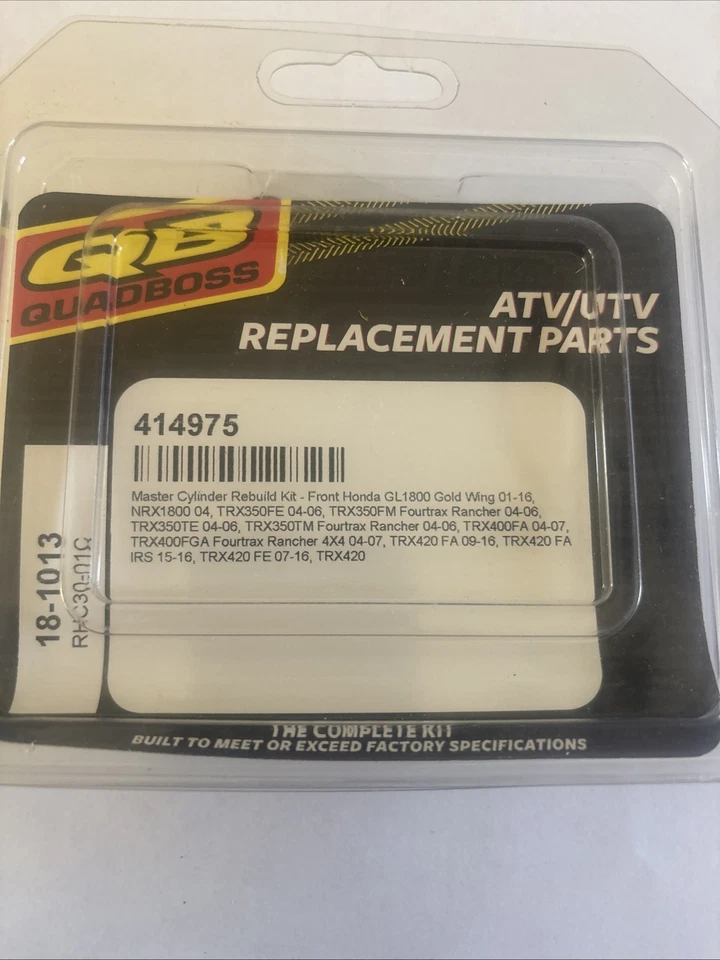 QB
QUADBOSS
ATV/UTV
REPLACEMENT PARTS
414975
Master Cylinder Rebuild Kit - Front Honda GL1800 Gold Wing 01-16,
NRX1800 04, TRX350FE 04-06, TRX350FM Fourtrax Rancher 04-06,
TRX350TE 04-06, TRX350TM Fourtrax Rancher 04-06, TRX400FA 04-07,
TRX400FGA Fourtrax Rancher 4X4 04-07, TRX420 FA 09-16, TRX420 FA
IRS 15-16, TRX420 FE 07-16, TRX420
18-1013
THE COMPLETE KIT
BUILT TO MEET OR EXCEED FACTORY SPECIFICATIONS